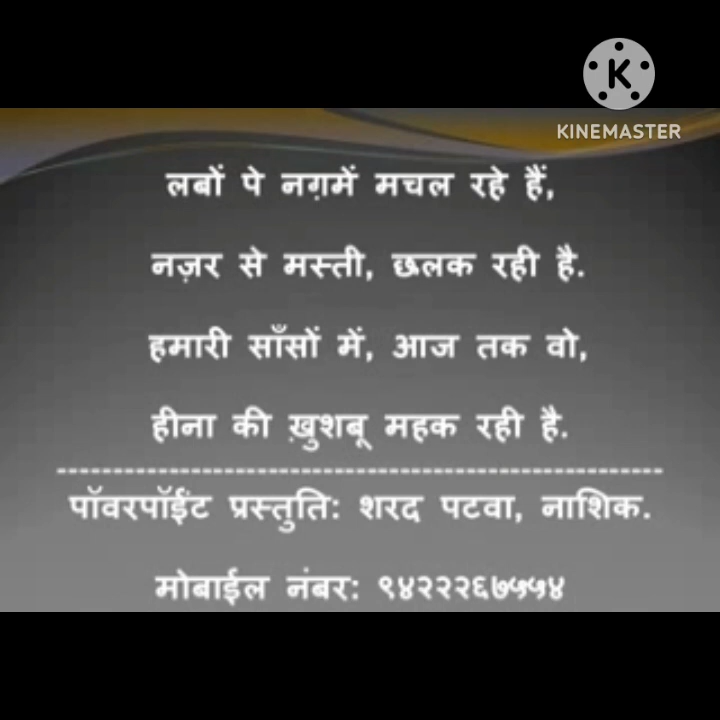 KINEMASTER
लबों पे नग़में मचल रहे हैं,
नज़र से मस्ती, छलक रही है.
हमारी साँसों में, आज तक वो,
हीना की ख़ुशबू महक रही है.
-------------------------------------------------------
पॉवरपॉईंट प्रस्तुति: शरद पटवा, नाशिक.
मोबाईल नंबर: ९४२२२६७५५४